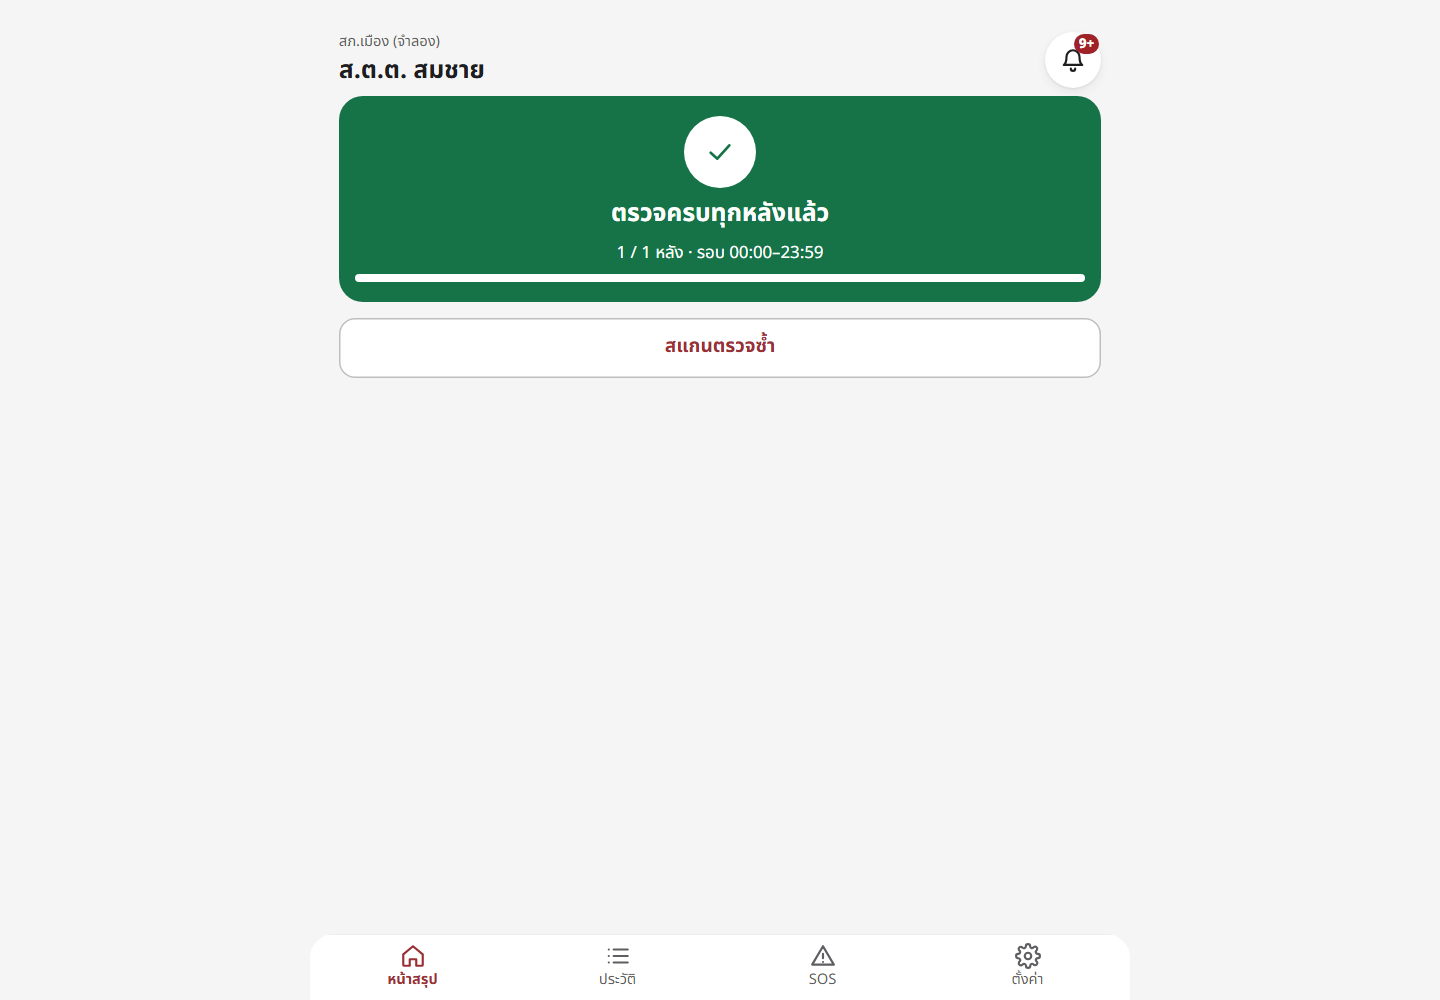 สภ.เมือง (จำลอง)
ส.ต.ต. สมชาย
9+
ตรวจครบทุกหลังแล้ว
1 / 1 หลัง · รอบ 00:00–23:59
สแกนตรวจซ้ำ
หน้าสรุป
ประวัติ
SOS
ตั้งค่า